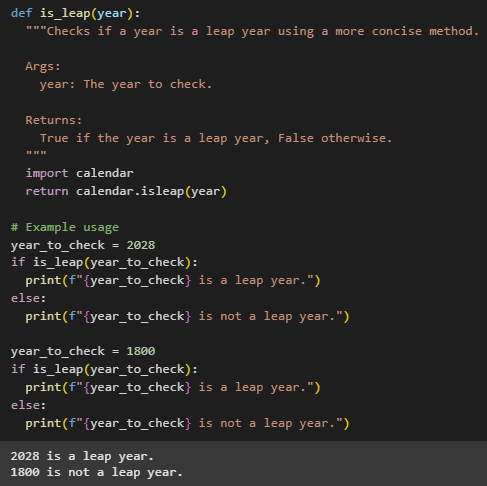 def is_leap(year):
  """Checks if a year is a leap year using a more concise method.

  Args:
    year: The year to check.

  Returns:
    True if the year is a leap year, False otherwise.
  """
  import calendar
  return calendar.isleap(year)

# Example usage
year_to_check = 2028
if is_leap(year_to_check):
  print(f"{year_to_check} is a leap year.")
else:
  print(f"{year_to_check} is not a leap year.")

year_to_check = 1800
if is_leap(year_to_check):
  print(f"{year_to_check} is a leap year.")
else:
  print(f"{year_to_check} is not a leap year.")

2028 is a leap year.
1800 is not a leap year.